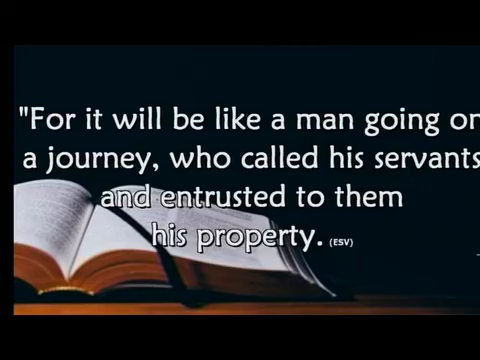 "For it will be like a man going on
a journey, who called his servants
and entrusted to them
his property. (ESV)